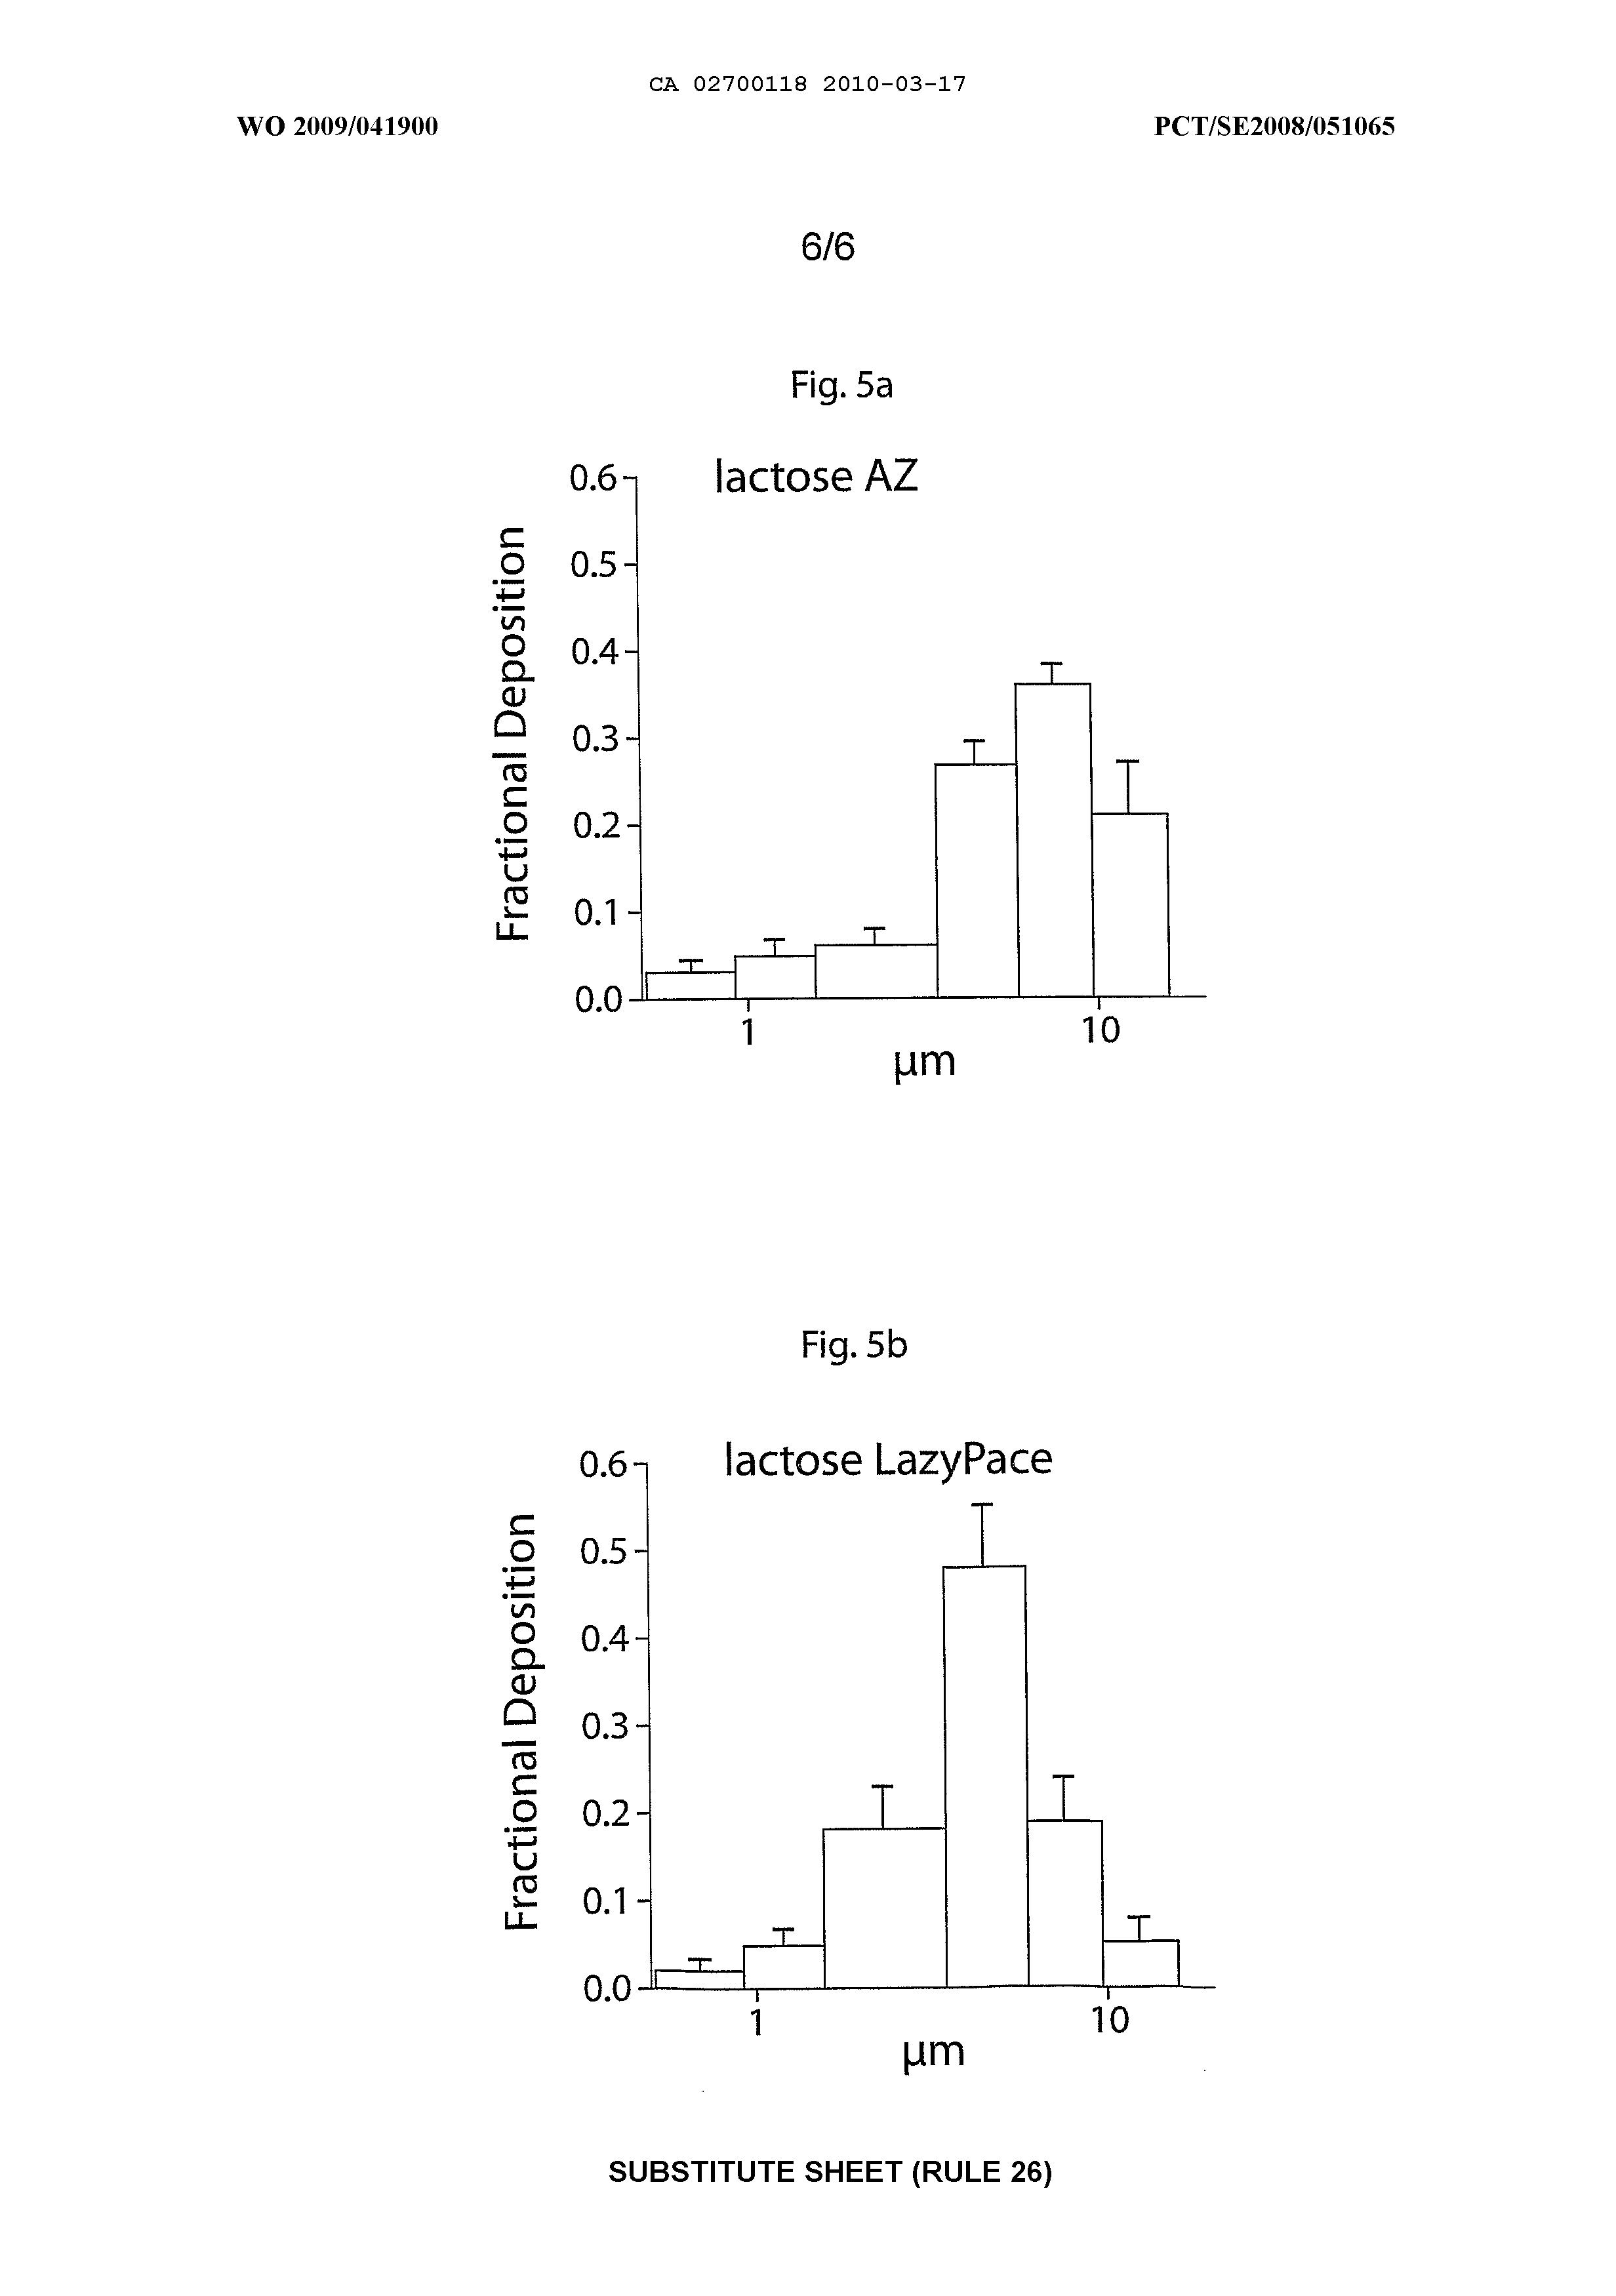 CA 02700118 2010-03-17
WO 2009/041900
PCT/SE2008/051065
6/6
Fig. 5a
lactose AZ
Fractional Deposition
0.6
0.5
0.4
0.3
0.2
0.1
0.0
1
10
µm
Fig. 5b
lactose LazyPace
Fractional Deposition
0.6
0.5
0.4
0.3
0.2
0.1
0.0
1
10
µm
SUBSTITUTE SHEET (RULE 26)